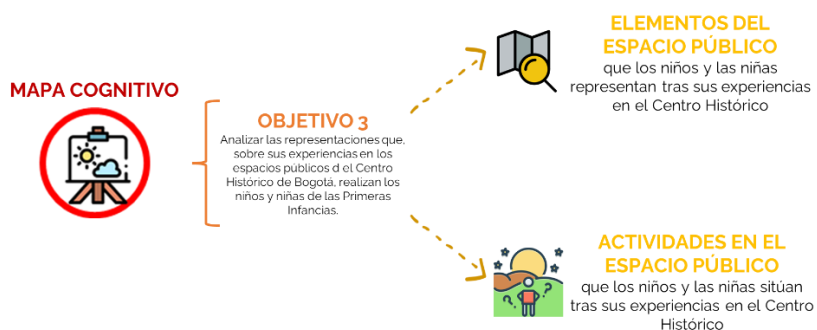 MAPA COGNITIVO
OBJETIVO 3
Analizar las representaciones que,
sobre sus experiencias en los
espacios públicos d el Centro
Histórico de Bogotá, realizan los
niños y niñas de las Primeras
Infancias.
ELEMENTOS DEL
ESPACIO PÚBLICO
que los niños y las niñas
representan tras sus experiencias
en el Centro Histórico
ACTIVIDADES EN EL
ESPACIO PÚBLICO
que los niños y las niñas sitúan
tras sus experiencias en el Centro
Histórico